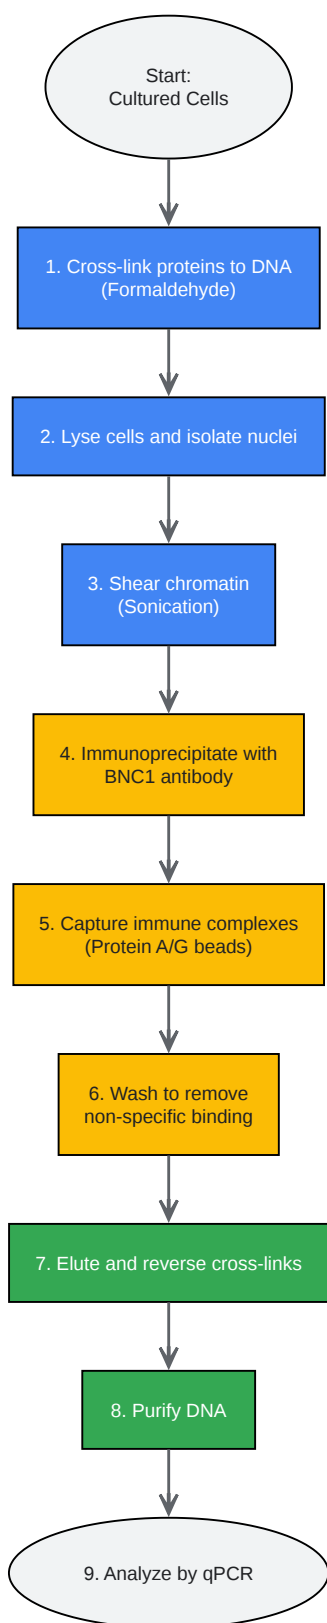 Start:
Cultured Cells
1. Cross-link proteins to DNA
(Formaldehyde)
2. Lyse cells and isolate nuclei
3. Shear chromatin
(Sonication)
4. Immunoprecipitate with
BNC1 antibody
5. Capture immune complexes
(Protein A/G beads)
6. Wash to remove
non-specific binding
7. Elute and reverse cross-links
8. Purify DNA
9. Analyze by qPCR